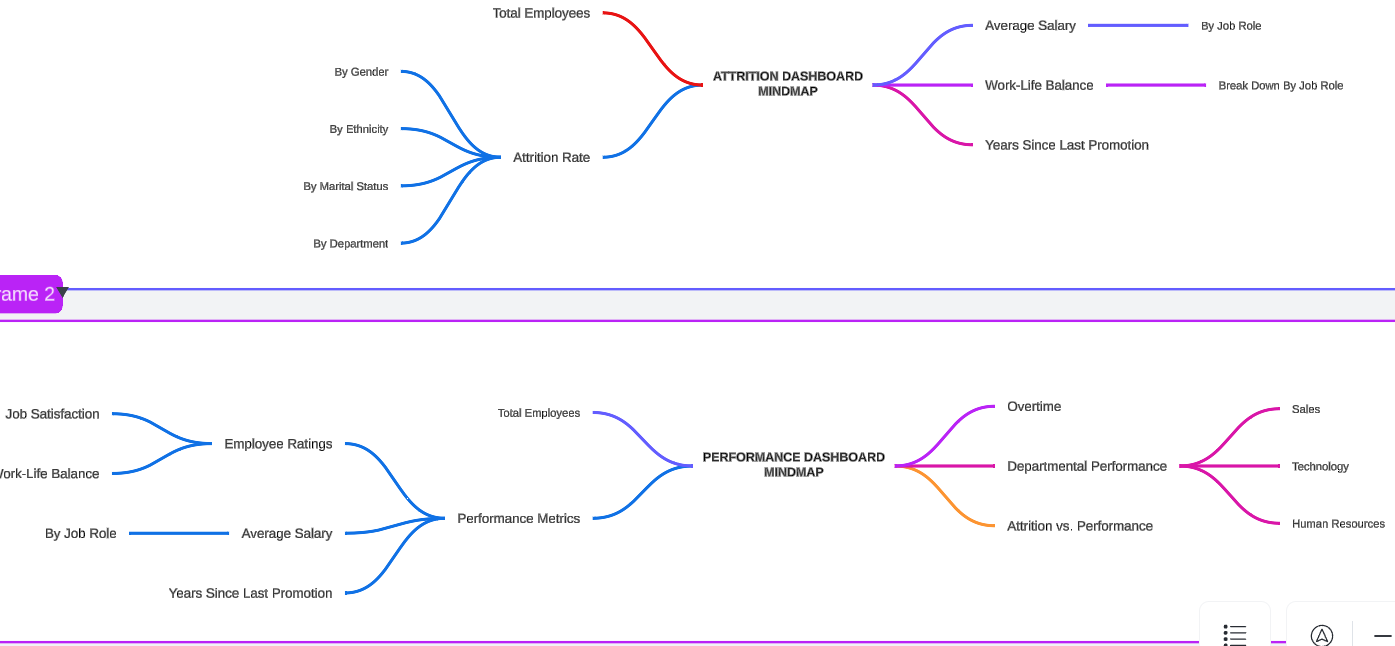 Total Employees
Average Salary
By Job Role
By Gender
ATTRITION DASHBOARD
MINDMAP
Work-Life Balance
Break Down By Job Role
By Ethnicity
Years Since Last Promotion
Attrition Rate
By Marital Status
By Department
ame 2
Job Satisfaction
Total Employees
Overtime
Sales
Employee Ratings
PERFORMANCE DASHBOARD
MINDMAP
Departmental Performance
Technology
ork-Life Balance
Performance Metrics
Attrition vs. Performance
Human Resources
By Job Role
Average Salary
Years Since Last Promotion